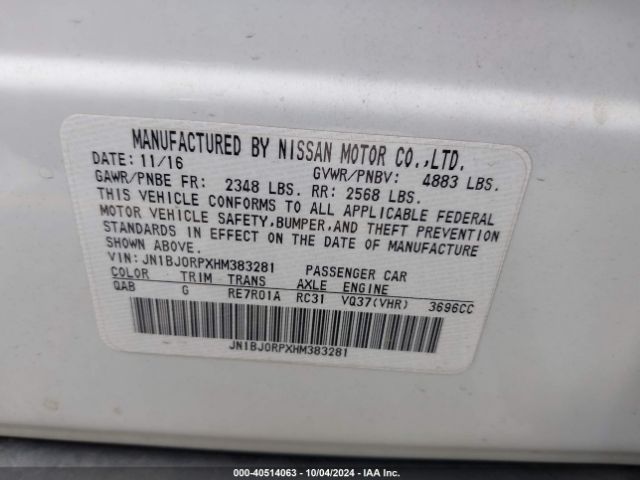 MANUFACTURED BY NISSAN MOTOR CO.,LTD.
DATE: 11/16 GVWR/PNBV: 4883 LBS.
GAWR/PNBE FR: 2348 LBS. RR: 2568 LBS.
THIS VEHICLE CONFORMS TO ALL APPLICABLE FEDERAL
MOTOR VEHICLE SAFETY, BUMPER, AND THEFT PREVENTION
STANDARDS IN EFFECT ON THE DATE OF MANUFACTURE
SHOWN ABOVE.
VIN: JN1BJ0RPXHM383281 PASSENGER CAR
COLOR TRIM TRANS AXLE ENGINE
QAB G RE7R01A RC31 VQ37(VHR) 3696CC
JN1BJ0RPXHM383281
000-40514063 - 10/04/2024 - IAA Inc.